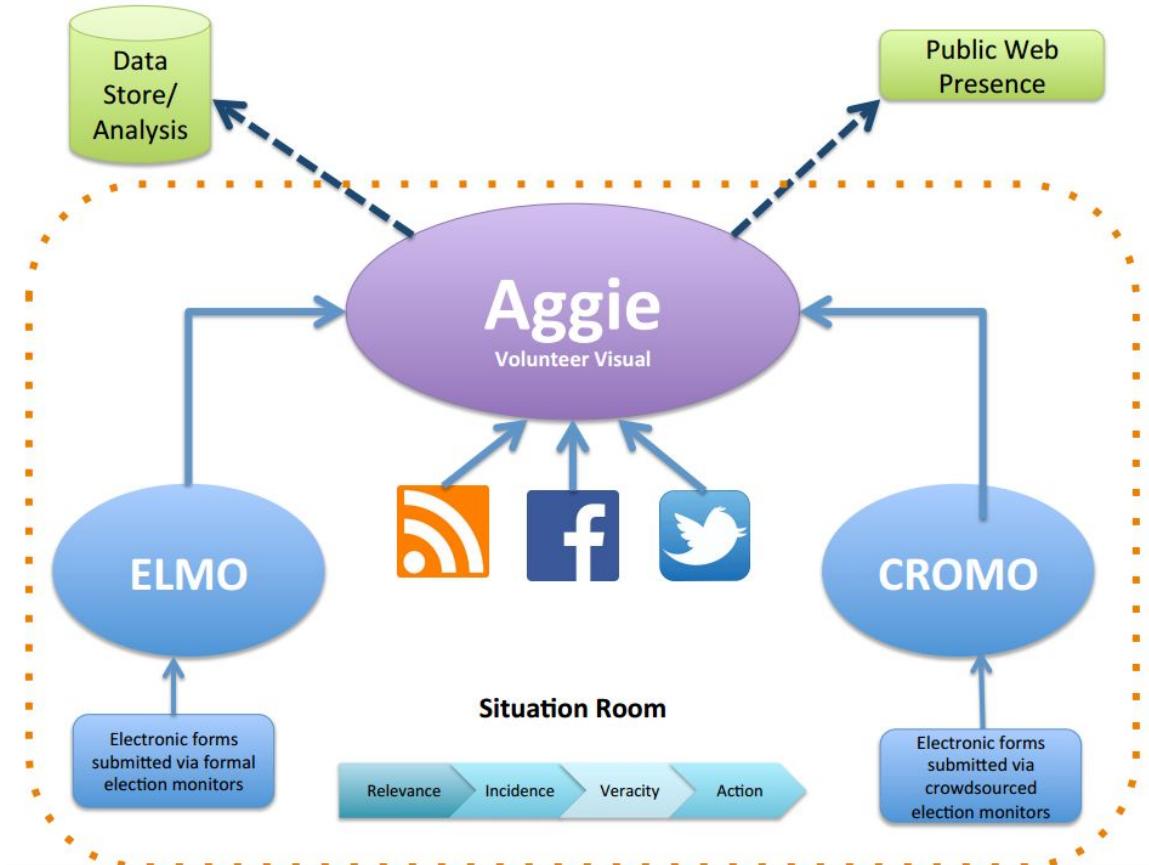 Data
Store/
Analysis
Public Web
Presence
Aggie
Volunteer Visual
ELMO
CROMO
Situation Room
Electronic forms
submitted via formal
election monitors
Relevance
Incidence
Veracity
Action
Electronic forms
submitted via
crowdsourced
election monitors